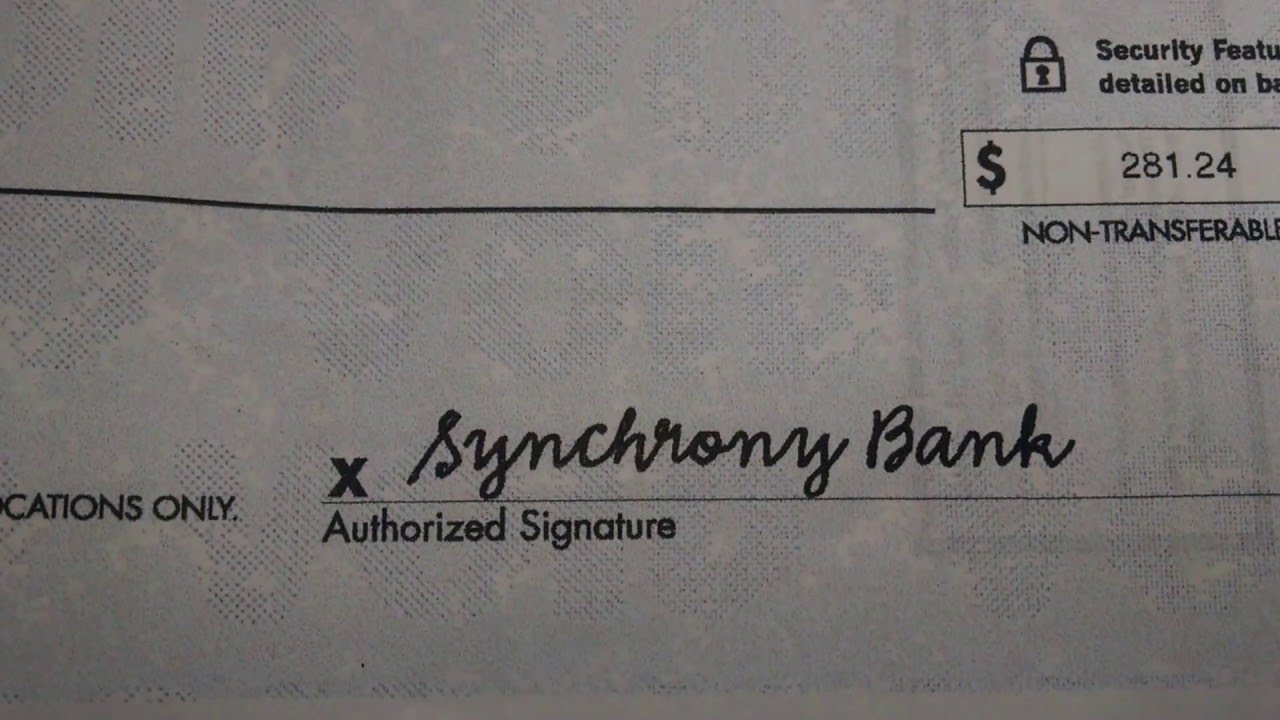 Security Featu
detailed on ba
$ 281.24
NON-TRANSFERABLE
x Synchrony Bank
OCATIONS ONLY.
Authorized Signature